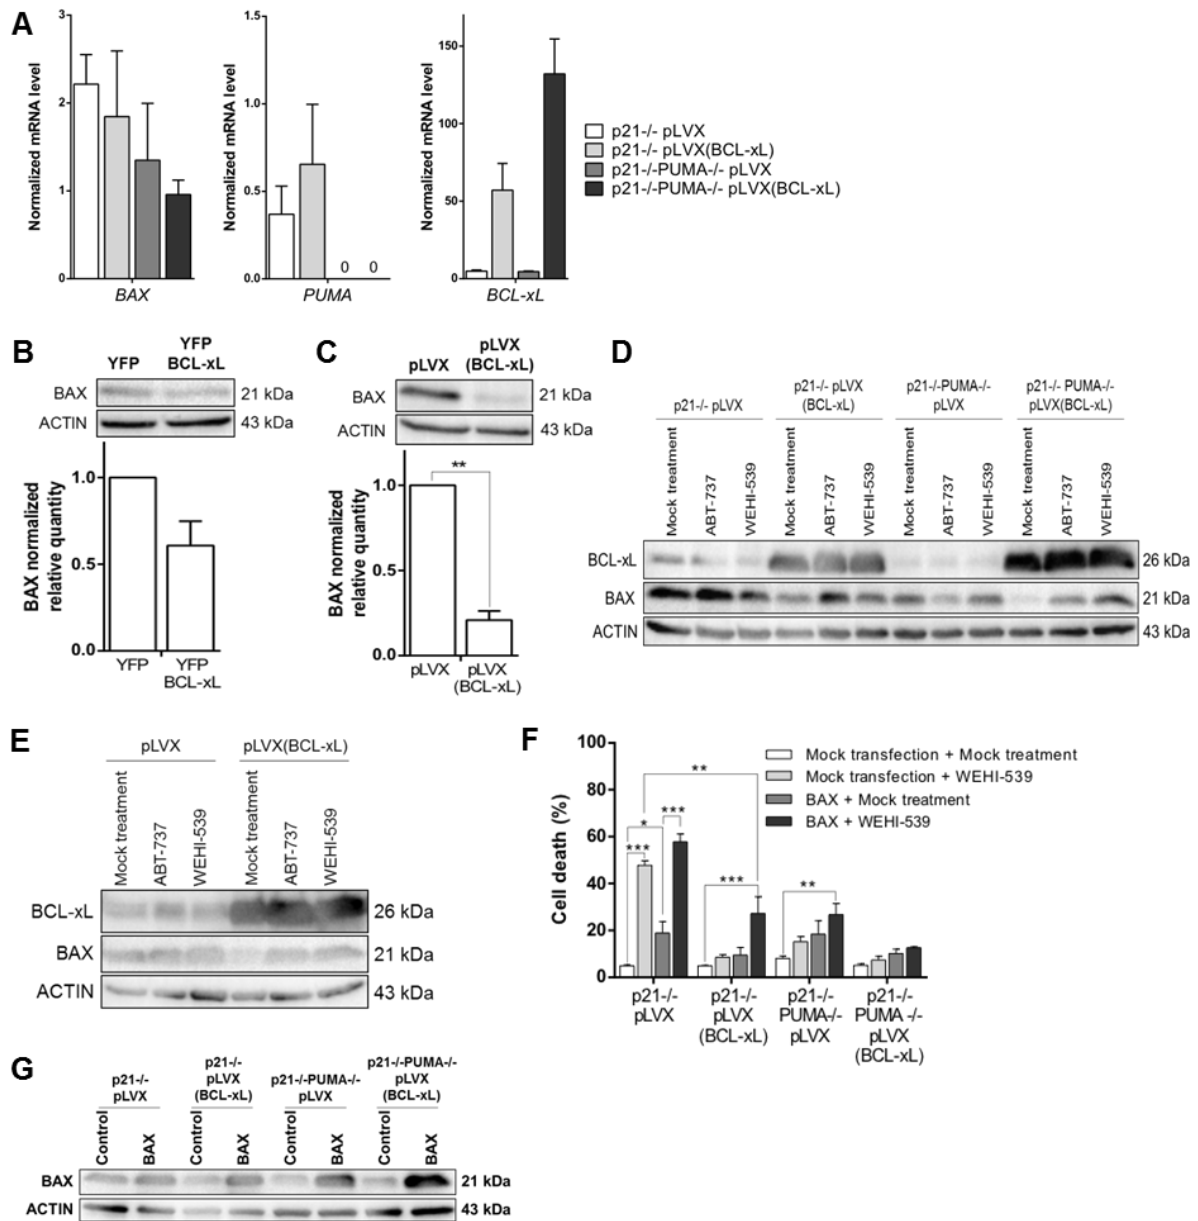 A
Normalized mRNA level
3
2
1
0
BAX
Normalized mRNA level
1.5
1.0
0.5
0.0
0 0
PUMA
Normalized mRNA level
150
100
50
0
BCL-xL
p21-/- pLVX
p21-/- pLVX(BCL-xL)
p21-/-PUMA-/- pLVX
p21-/-PUMA-/- pLVX(BCL-xL)
B
YFP
YFP
BCL-xL
BAX 21 kDa
ACTIN 43 kDa
BAX normalized
relative quantity
1.0
0.5
0.0
YFP
YFP
BCL-xL
C
pLVX
pLVX
(BCL-xL)
BAX 21 kDa
ACTIN 43 kDa
BAX normalized
relative quantity
1.0
0.5
0.0
**
pLVX
pLVX
(BCL-xL)
D
p21-/- pLVX
p21-/- pLVX
(BCL-xL)
p21-/-PUMA-/-
pLVX
p21-/- PUMA-/-
pLVX(BCL-xL)
Mock treatment
ABT-737
WEHI-539
Mock treatment
ABT-737
WEHI-539
Mock treatment
ABT-737
WEHI-539
Mock treatment
ABT-737
WEHI-539
BCL-xL 26 kDa
BAX 21 kDa
ACTIN 43 kDa
E
pLVX
pLVX(BCL-xL)
Mock treatment
ABT-737
WEHI-539
Mock treatment
ABT-737
WEHI-539
BCL-xL 26 kDa
BAX 21 kDa
ACTIN 43 kDa
F
Cell death (%)
100
80
60
40
20
0
Mock transfection + Mock treatment
Mock transfection + WEHI-539
BAX + Mock treatment
BAX + WEHI-539
**
*
***
***
***
**
p21-/-
pLVX
p21-/-
pLVX
(BCL-xL)
p21-/-
PUMA-/-
pLVX
p21-/-
PUMA -/-
pLVX
(BCL-xL)
G
p21-/-
pLVX
p21-/-
pLVX
(BCL-xL)
p21-/-PUMA-/-
pLVX
p21-/-PUMA-/-
pLVX
(BCL-xL)
Control
BAX
Control
BAX
Control
BAX
Control
BAX
BAX 21 kDa
ACTIN 43 kDa